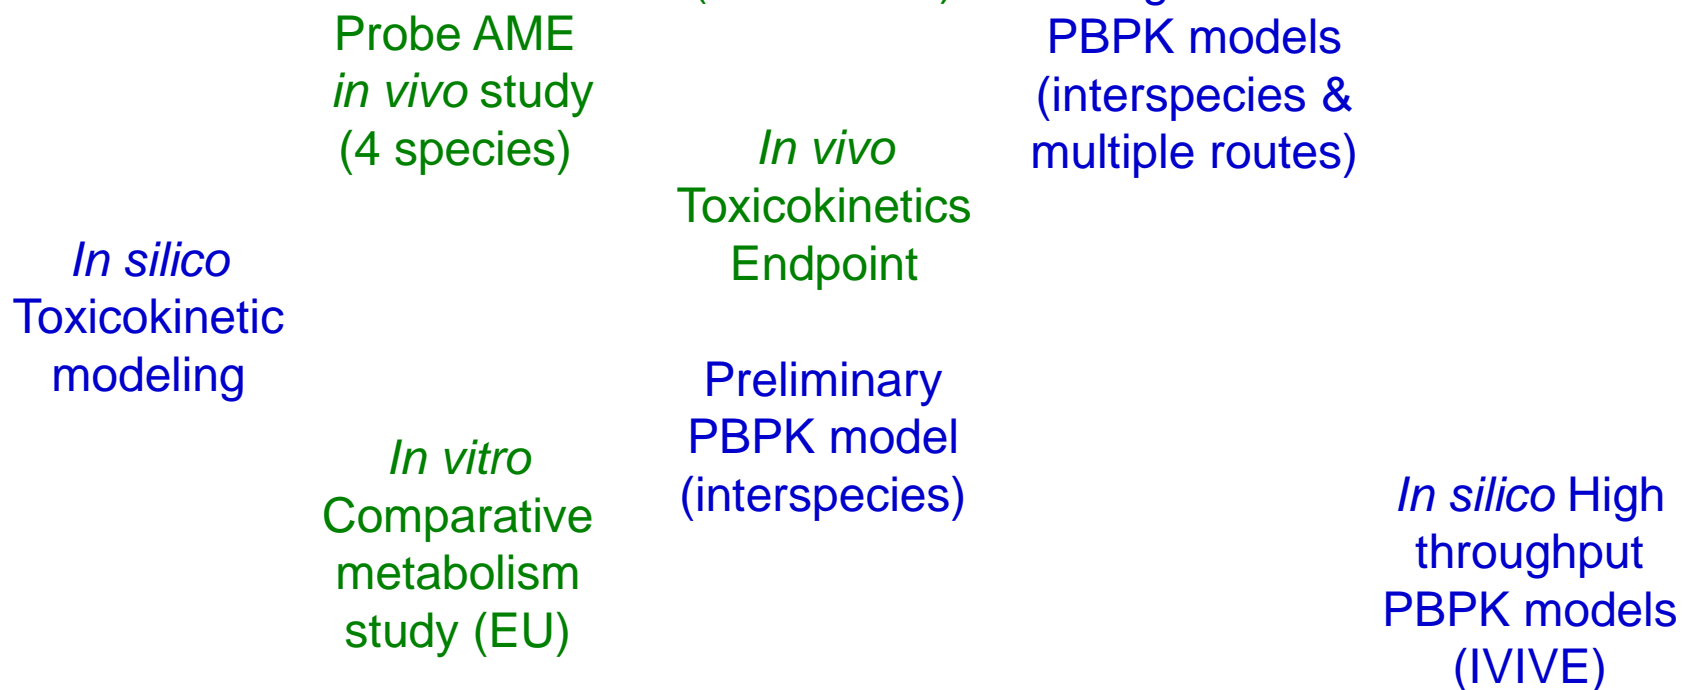 Probe AME
in vivo study
(4 species)
PBPK models
(interspecies &
multiple routes)
In vivo
Toxicokinetics
Endpoint
In silico
Toxicokinetic
modeling
Preliminary
PBPK model
(interspecies)
In vitro
Comparative
metabolism
study (EU)
In silico High
throughput
PBPK models
(IVIVE)